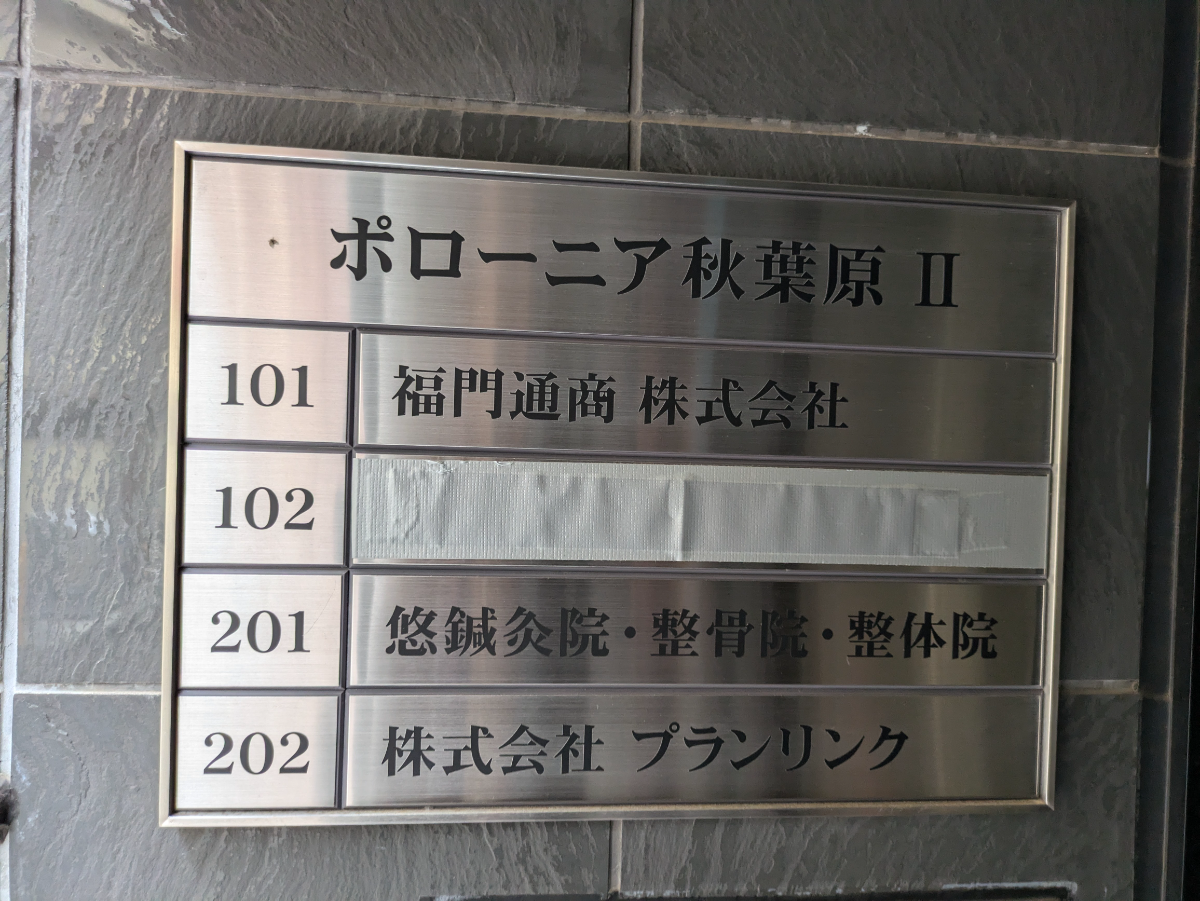 ポローニア秋葉原 Ⅱ
101 福門通商 株式会社
102
201 悠鍼灸院・整骨院・整体院
202 株式会社 プランリンク